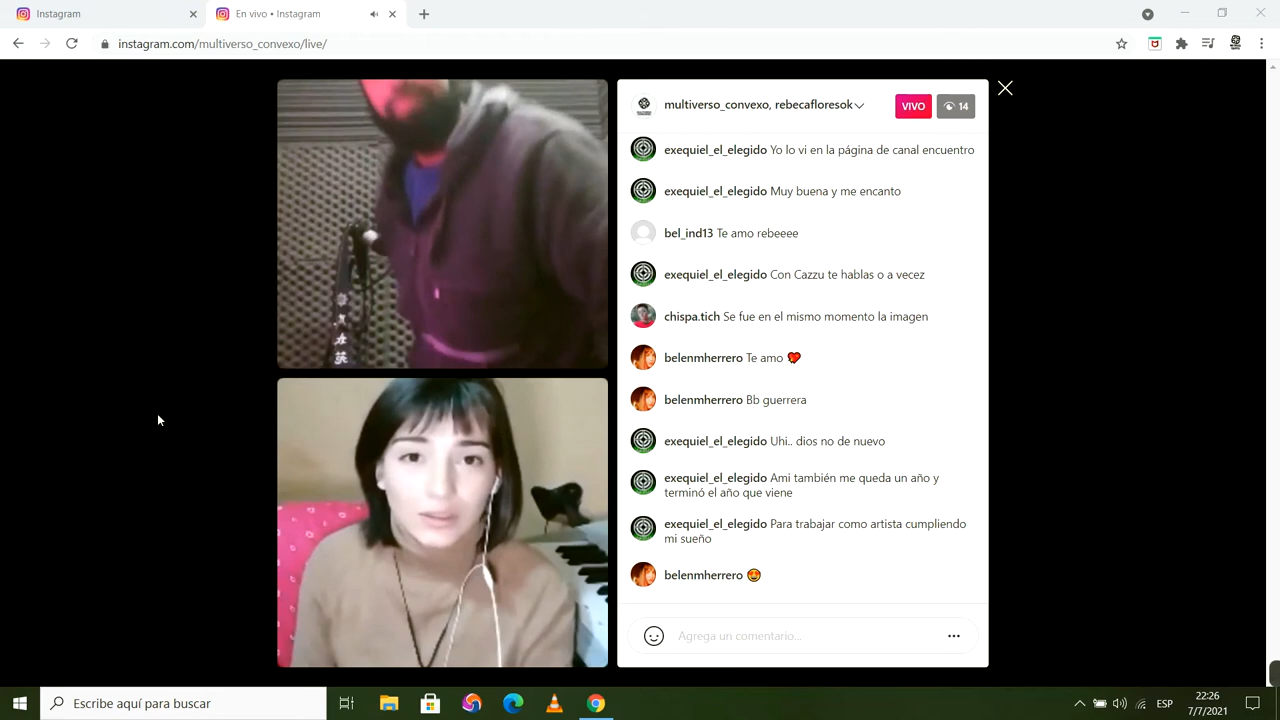 Instagram
En vivo • Instagram
instagram.com/multiverso_convexo/live/
multiverso_convexo, rebecafloresok
VIVO
14
exequiel_el_elegido Yo lo vi en la página de canal encuentro
exequiel_el_elegido Muy buena y me encanto
bel_ind13 Te amo rebeeee
exequiel_el_elegido Con Cazzu te hablas o a vecez
chispa.tich Se fue en el mismo momento la imagen
belenmherrero Te amo
belenmherrero Bb guerrera
exequiel_el_elegido Uhi.. dios no de nuevo
exequiel_el_elegido Ami también me queda un año y
terminó el año que viene
exequiel_el_elegido Para trabajar como artista cumpliendo
mi sueño
belenmherrero
Agrega un comentario...
Escribe aquí para buscar
ESP
22:26
7/7/2021